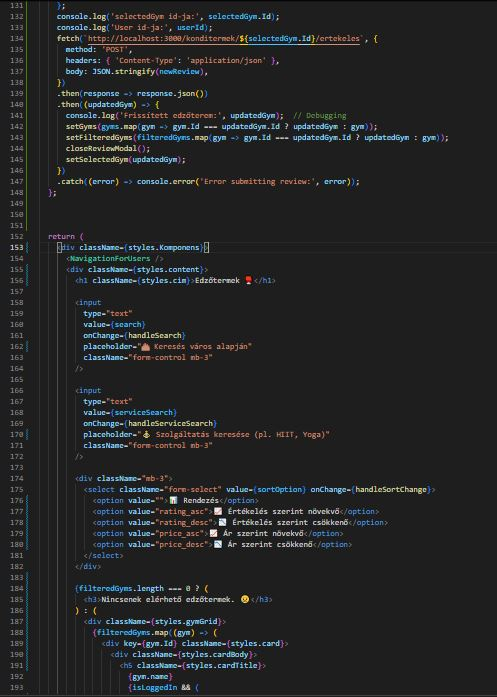 131 };
132 console.log('selectedGym id-ja:', selectedGym.Id);
133 console.log('User id-ja:', userId);
134 fetch(`http://localhost:3000/konditermek/${selectedGym.Id}/ertekeles`, {
135 method: 'POST',
136 headers: { 'Content-Type': 'application/json' },
137 body: JSON.stringify(newReview),
138 })
139 .then(response => response.json())
140 .then((updatedGym) => {
141 console.log('Frissített edzőterem:', updatedGym); // Debugging
142 setGyms(gyms.map(gym => gym.Id === updatedGym.Id ? updatedGym : gym));
143 setFilteredGyms(filteredGyms.map(gym => gym.Id === updatedGym.Id ? updatedGym : gym));
144 closeReviewModal();
145 setSelectedGym(updatedGym);
146 })
147 .catch((error) => console.error('Error submitting review:', error));
148 };
149
150
151
152 return (
153 <div className={styles.Komponens}>
154 <NavigationForUsers />
155 <div className={styles.content}>
156 <h1 className={styles.cim}>Edzőtermek </h1>
157
158 <input
159 type="text"
160 value={search}
161 onChange={handleSearch}
162 placeholder=" Keresés város alapján"
163 className="form-control mb-3"
164 />
165
166 <input
167 type="text"
168 value={serviceSearch}
169 onChange={handleServiceSearch}
170 placeholder=" Szolgáltatás keresése (pl. HIIT, Yoga)"
171 className="form-control mb-3"
172 />
173
174 <div className="mb-3">
175 <select className="form-select" value={sortOption} onChange={handleSortChange}>
176 <option value="">📊 Rendezés</option>
177 <option value="rating_asc">📈 Értékelés szerint növekvő</option>
178 <option value="rating_desc">📉 Értékelés szerint csökkenő</option>
179 <option value="price_asc">📈 Ár szerint növekvő</option>
180 <option value="price_desc">📉 Ár szerint csökkenő</option>
181 </select>
182 </div>
183
184 {filteredGyms.length === 0 ? (
185 <h3>Nincsenek elérhető edzőtermek. </h3>
186 ) : (
187 <div className={styles.gymGrid}>
188 {filteredGyms.map((gym) => (
189 <div key={gym.Id} className={styles.card}>
190 <div className={styles.cardBody}>
191 <h5 className={styles.cardTitle}>
192 {gym.name}
193 {isLoggedIn && (